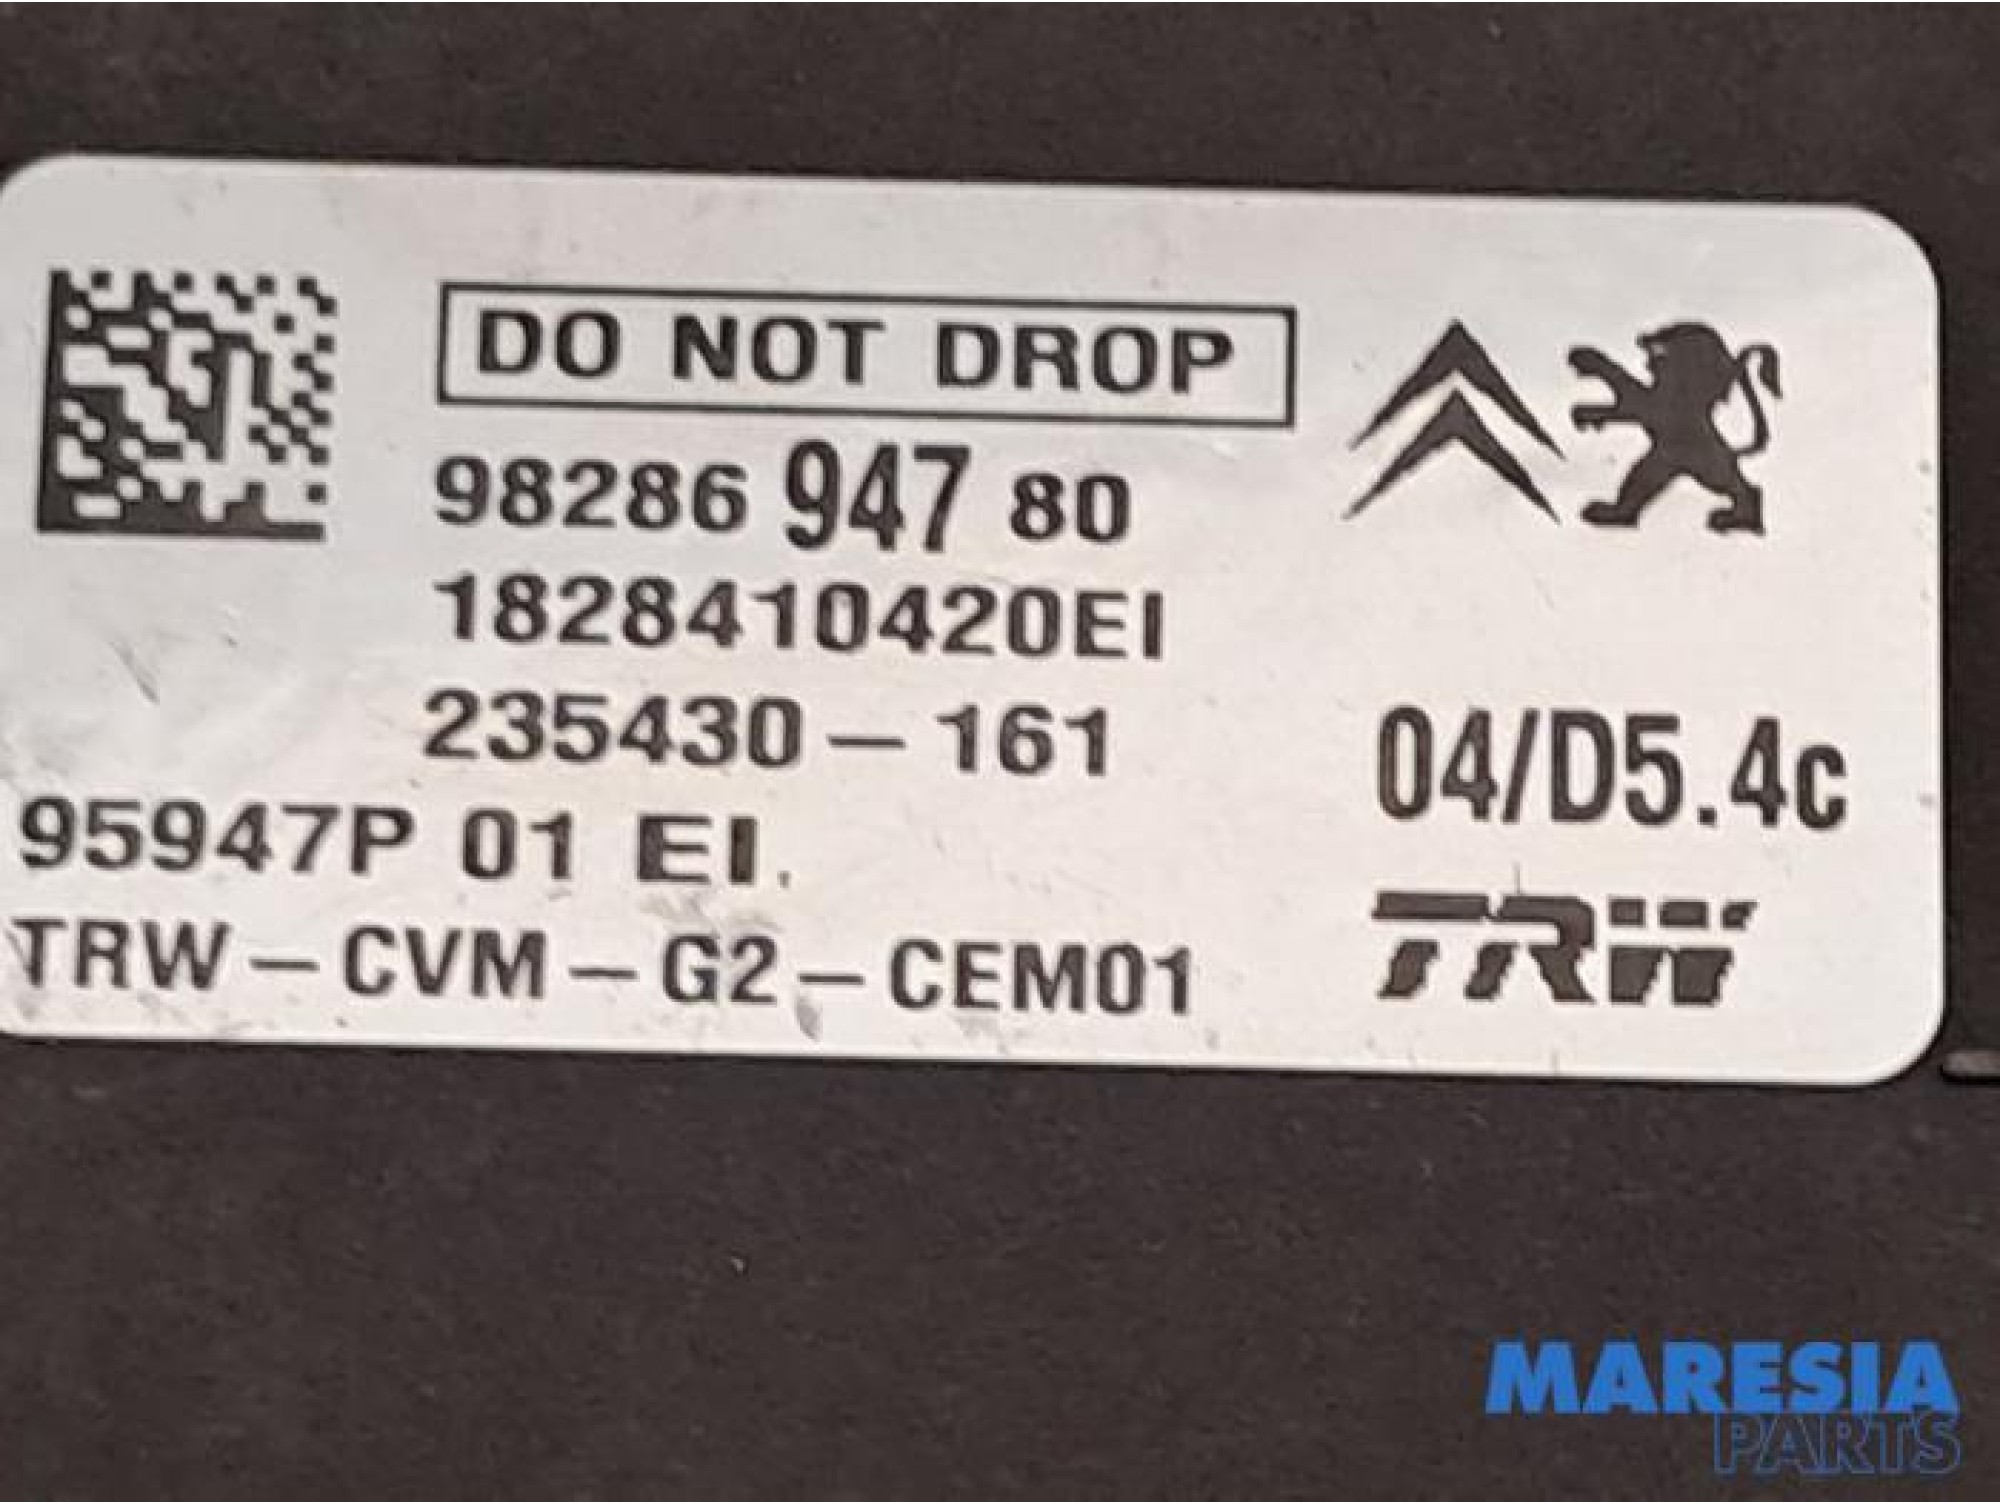 DO NOT DROP
98286 947 80
1828410420EI
235430-161
04/D5.4c
95947P 01 EI.
TRW-CVM-G2-CEM01
TRW
MARESIA
PARTS